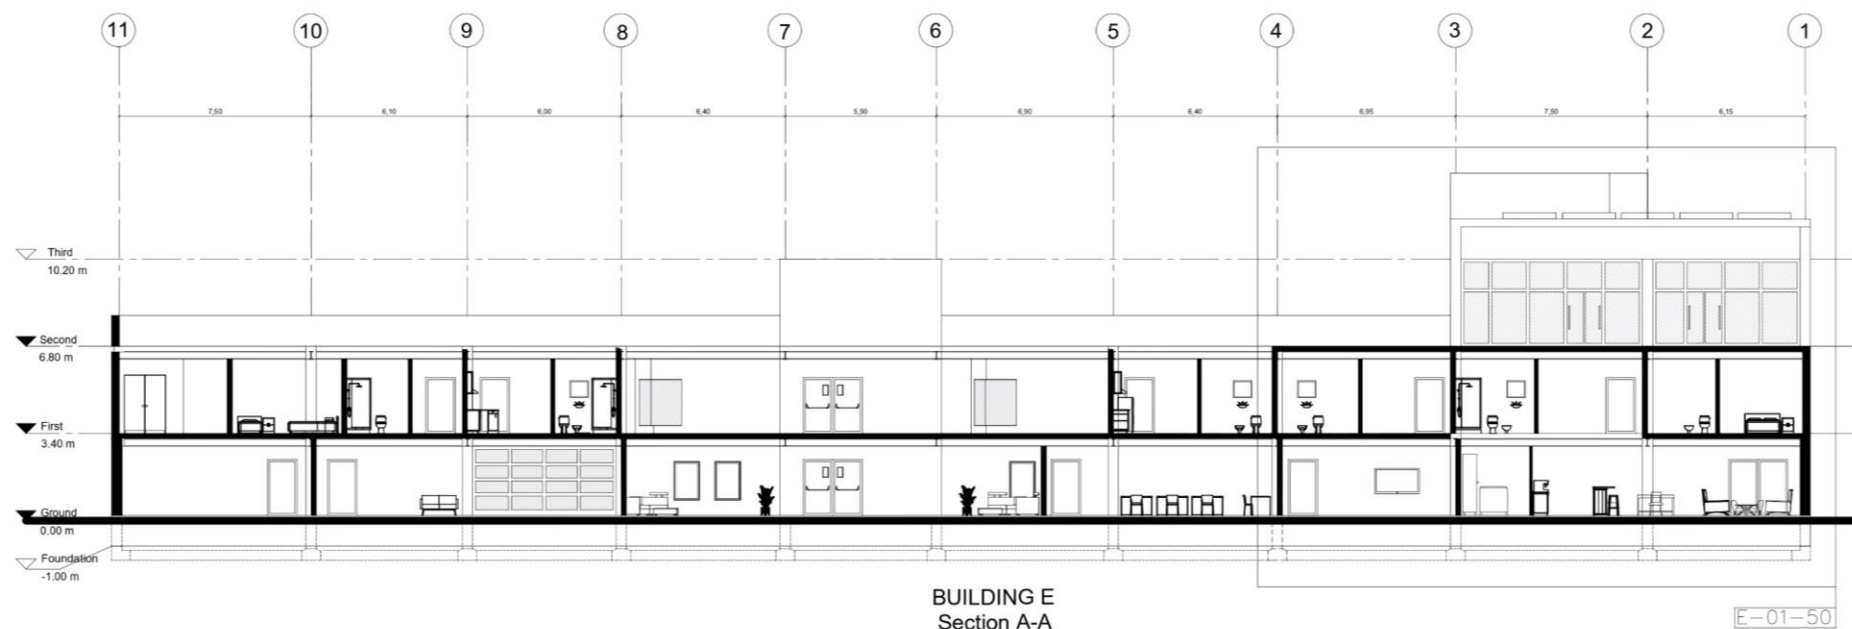 11 10 9 8 7 6 5 4 3 2 1
7,50 6,10 6,00 6,40 5,90 6,90 6,40 6,95 7,50 6,15
Third
10.20 m
Second
6.80 m
First
3.40 m
Ground
0.00 m
Foundation
-1.00 m
BUILDING E
Section A-A
E-01-50